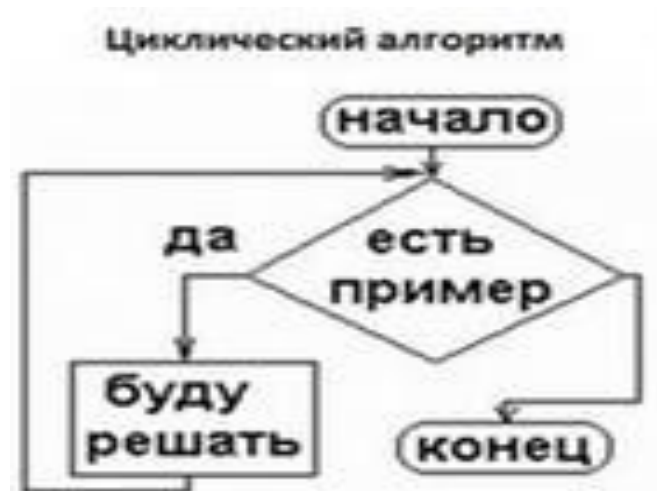 Циклический алгоритм
начало
да
есть
пример
буду
решать
конец